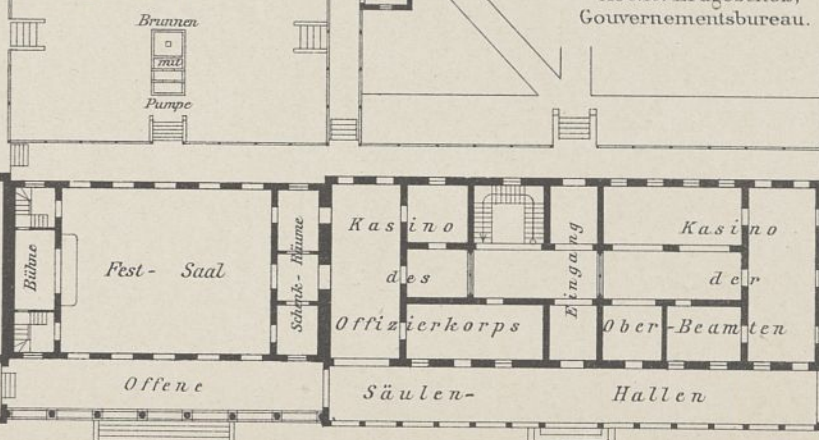 Gouvernementsbureau.
Brunnen
mit
Pumpe
Bühne
Fest- Saal
Schenk-Räume
Kasino
des
Offizierkorps
Eingang
Kasino
der
Ober-Beamten
Offene Säulen- Hallen